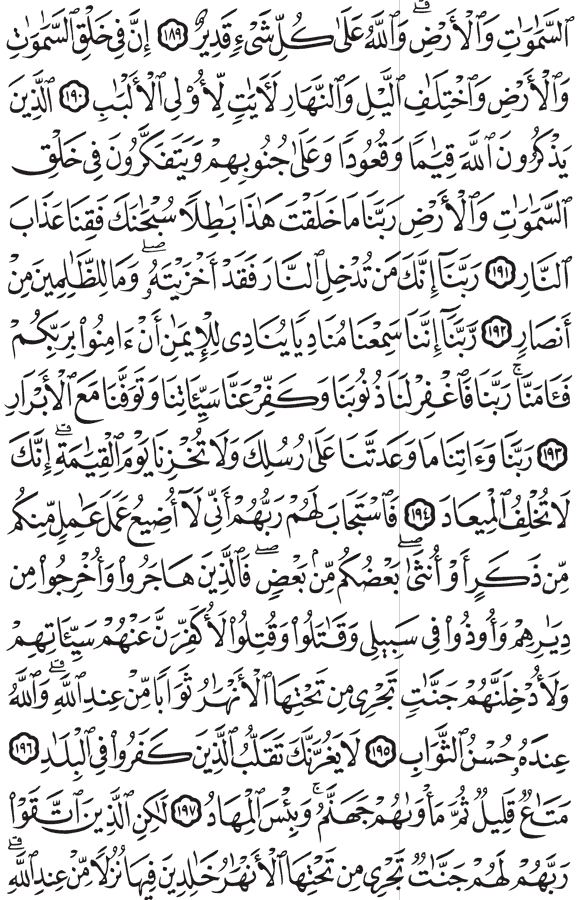 ٱلسَّمَٰوَٰتِ وَٱلْأَرْضِ ۗ وَٱللَّهُ عَلَىٰ كُلِّ شَىْءٍ قَدِيرٌ ١٨٩ إِنَّ فِى خَلْقِ ٱلسَّمَٰوَٰتِ
وَٱلْأَرْضِ وَٱخْتِلَٰفِ ٱلَّيْلِ وَٱلنَّهَارِ لَـَٔايَٰتٍ لِّأُو۟لِى ٱلْأَلْبَٰبِ ١٩٠ ٱلَّذِينَ
يَذْكُرُونَ ٱللَّهَ قِيَٰمًا وَقُعُودًا وَعَلَىٰ جُنُوبِهِمْ وَيَتَفَكَّرُونَ فِى خَلْقِ
ٱلسَّمَٰوَٰتِ وَٱلْأَرْضِ رَبَّنَا مَا خَلَقْتَ هَٰذَا بَٰطِلًا سُبْحَٰنَكَ فَقِنَا عَذَابَ
ٱلنَّارِ ١٩١ رَبَّنَآ إِنَّكَ مَن تُدْخِلِ ٱلنَّارَ فَقَدْ أَخْزَيْتَهُۥ ۖ وَمَا لِلظَّٰلِمِينَ مِنْ
أَنصَارٍ ١٩٢ رَّبَّنَآ إِنَّنَا سَمِعْنَا مُنَادِيًا يُنَادِى لِلْإِيمَٰنِ أَنْ ءَامِنُوا۟ بِرَبِّكُمْ
فَـَٔامَنَّا ۚ رَبَّنَا فَٱغْفِرْ لَنَا ذُنُوبَنَا وَكَفِّرْ عَنَّا سَيِّـَٔاتِنَا وَتَوَفَّنَا مَعَ ٱلْأَبْرَارِ
١٩٣ رَبَّنَا وَءَاتِنَا مَا وَعَدتَّنَا عَلَىٰ رُسُلِكَ وَلَا تُخْزِنَا يَوْمَ ٱلْقِيَٰمَةِ ۗ إِنَّكَ
لَا تُخْلِفُ ٱلْمِيعَادَ ١٩٤ فَٱسْتَجَابَ لَهُمْ رَبُّهُمْ أَنِّى لَآ أُضِيعُ عَمَلَ عَٰمِلٍ مِّنكُم
مِّن ذَكَرٍ أَوْ أُنثَىٰ ۖ بَعْضُكُم مِّنۢ بَعْضٍ ۖ فَٱلَّذِينَ هَاجَرُوا۟ وَأُخْرِجُوا۟ مِن
دِيَٰرِهِمْ وَأُوذُوا۟ فِى سَبِيلِى وَقَٰتَلُوا۟ وَقُتِلُوا۟ لَأُكَفِّرَنَّ عَنْهُمْ سَيِّـَٔاتِهِمْ
وَلَأُدْخِلَنَّهُمْ جَنَّٰتٍ تَجْرِى مِن تَحْتِهَا ٱلْأَنْهَٰرُ ثَوَابًا مِّنْ عِندِ ٱللَّهِ ۗ وَٱللَّهُ
عِندَهُۥ حُسْنُ ٱلثَّوَابِ ١٩٥ لَا يَغُرَّنَّكَ تَقَلُّبُ ٱلَّذِينَ كَفَرُوا۟ فِى ٱلْبِلَٰدِ ١٩٦
مَتَٰعٌ قَلِيلٌ ثُمَّ مَأْوَىٰهُمْ جَهَنَّمُ ۚ وَبِئْسَ ٱلْمِهَادُ ١٩٧ لَٰكِنِ ٱلَّذِينَ ٱتَّقَوْا۟
رَبَّهُمْ لَهُمْ جَنَّٰتٌ تَجْرِى مِن تَحْتِهَا ٱلْأَنْهَٰرُ خَٰلِدِينَ فِيهَا نُزُلًا مِّنْ عِندِ ٱللَّهِ ۗ